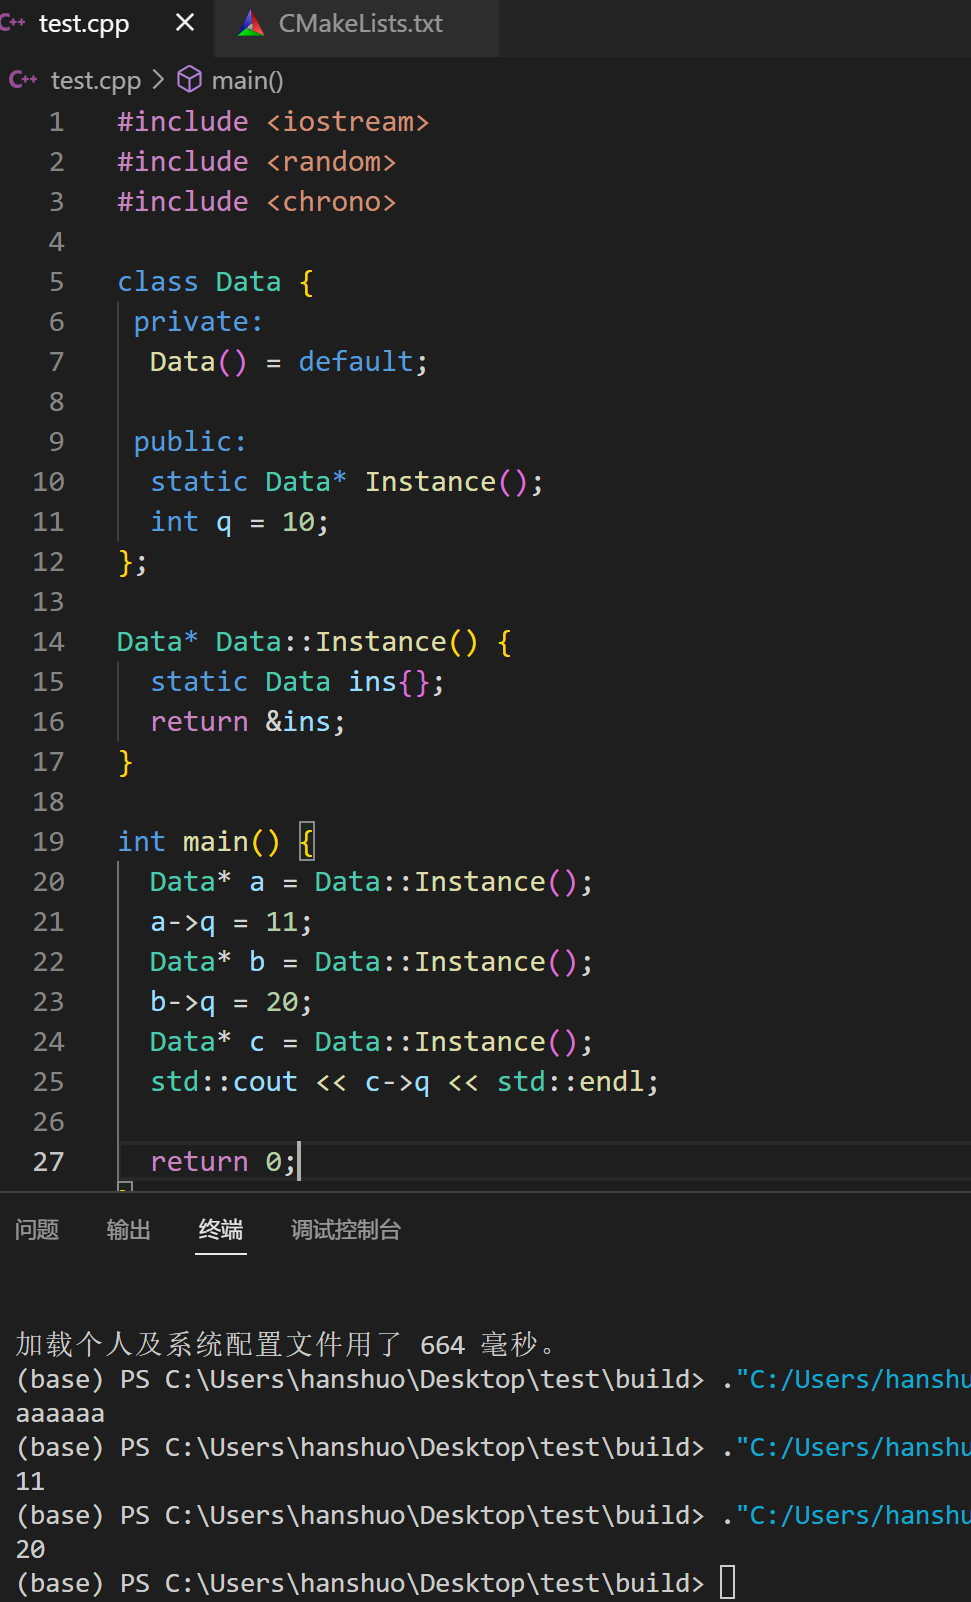 test.cpp CMakeLists.txt
test.cpp > main()
1 #include <iostream>
2 #include <random>
3 #include <chrono>
4
5 class Data {
6 private:
7 Data() = default;
8
9 public:
10 static Data* Instance();
11 int q = 10;
12 };
13
14 Data* Data::Instance() {
15 static Data ins{};
16 return &ins;
17 }
18
19 int main() {
20 Data* a = Data::Instance();
21 a->q = 11;
22 Data* b = Data::Instance();
23 b->q = 20;
24 Data* c = Data::Instance();
25 std::cout << c->q << std::endl;
26
27 return 0;
问题 输出 终端 调试控制台
加载个人及系统配置文件用了 664 毫秒。
(base) PS C:\Users\hanshuo\Desktop\test\build> ."C:/Users/hanshu
aaaaaa
(base) PS C:\Users\hanshuo\Desktop\test\build> ."C:/Users/hanshu
11
(base) PS C:\Users\hanshuo\Desktop\test\build> ."C:/Users/hanshu
20
(base) PS C:\Users\hanshuo\Desktop\test\build>